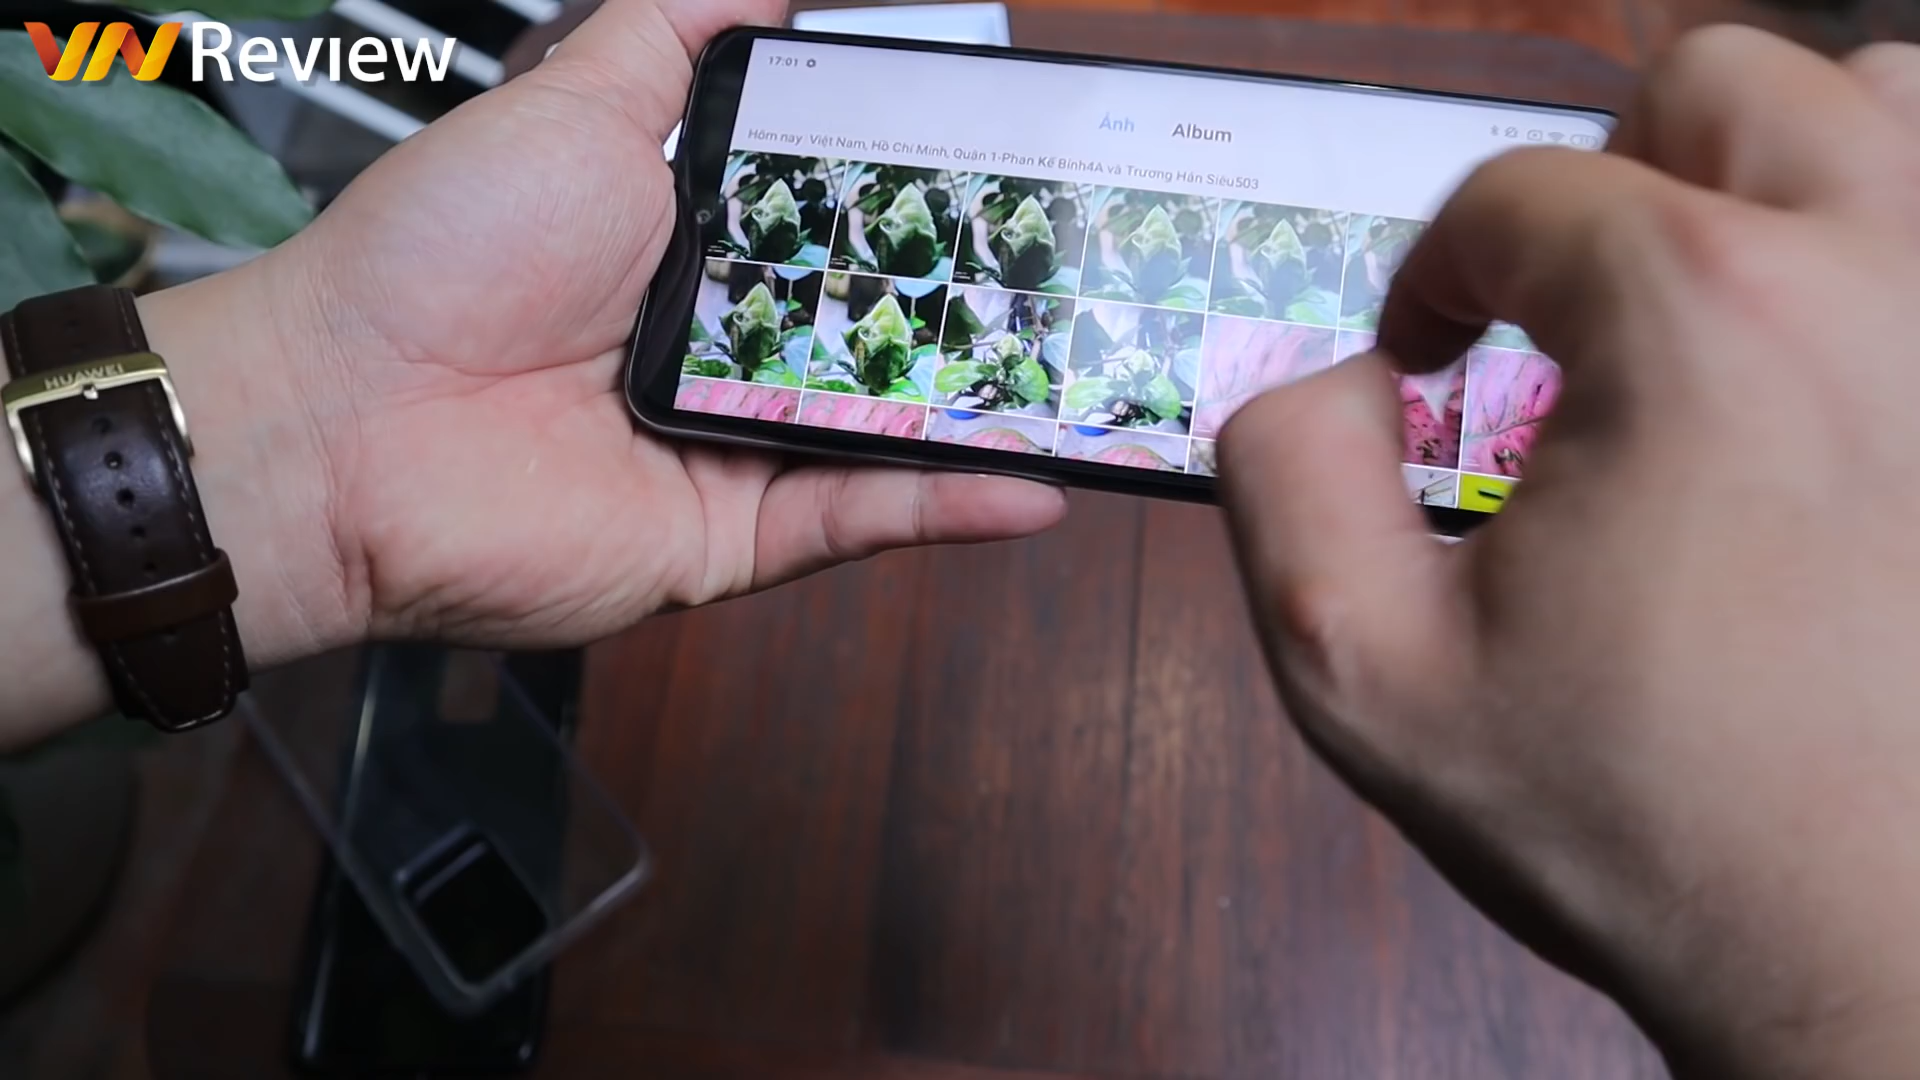 VN Review
17:01
Ảnh Album
Hôm nay Việt Nam, Hồ Chí Minh, Quận 1-Phan Kế Bính4A và Trương Hán Siêu503
HUAWEI